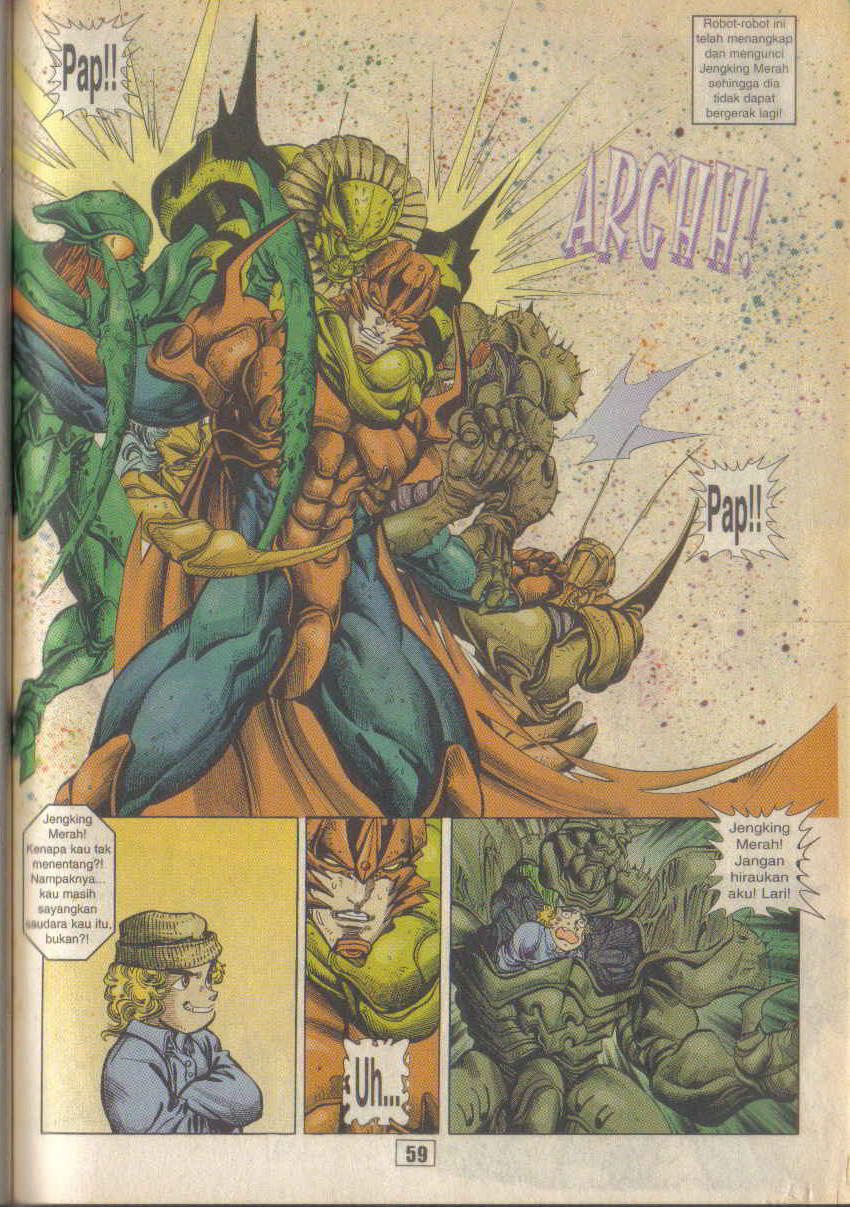 Pap!!
Robot-robot ini
telah menangkap
dan mengunci
Jengking Merah
sehingga dia
tidak dapat
bergerak lagi!
ARGHH!
Pap!!
Jengking
Merah!
Kenapa kau tak
menentang?!
Nampaknya...
kau masih
sayangkan
saudara kau itu,
bukan?!
Uh...
Jengking
Merah!
Jangan
hiraukan
aku! Lari!
59